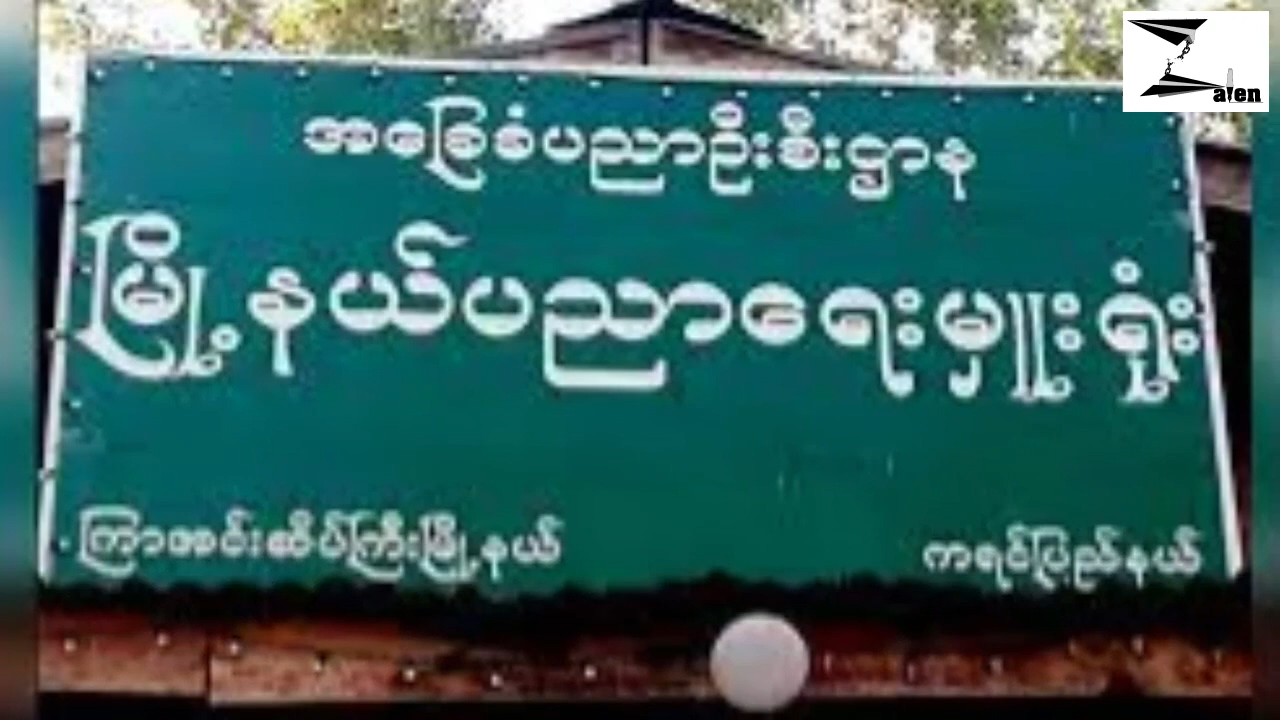 Zalen
အခြေခံပညာဦးစီးဌာန
မြို့နယ်ပညာရေးမှူးရုံး
ကြာအင်းဆိပ်ကြီးမြို့နယ်
ကရင်ပြည်နယ်